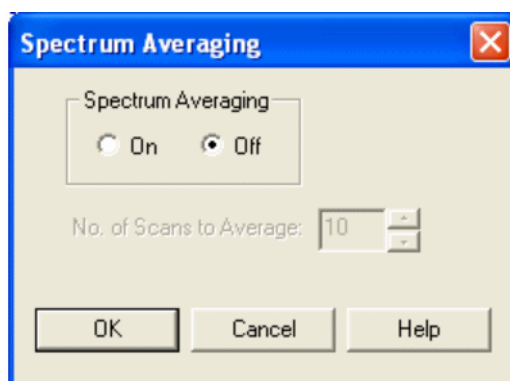 Spectrum Averaging
Spectrum Averaging
On Off
No. of Scans to Average: 10
OK Cancel Help